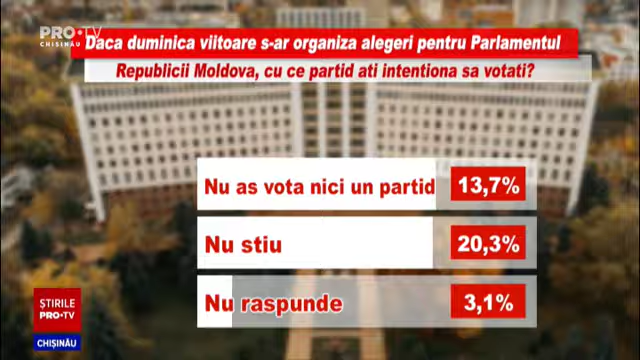 PRO•TV
CHIȘINĂU
Daca duminica viitoare s-ar organiza alegeri pentru Parlamentul
Republicii Moldova, cu ce partid ati intentiona sa votati?
Nu as vota nici un partid 13,7%
Nu stiu 20,3%
Nu raspunde 3,1%
ȘTIRILE
PRO•TV
CHIȘINĂU